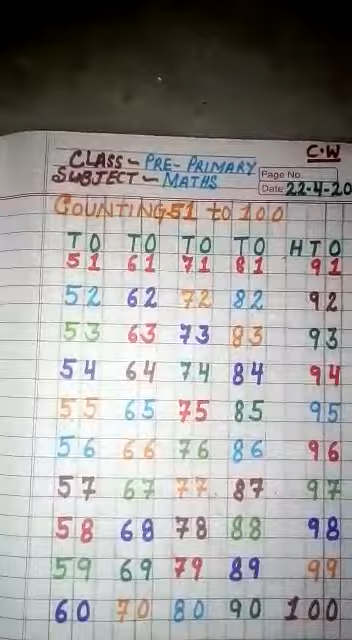 C.W
CLASS - PRE-PRIMARY
SUBJECT - MATHS
Page No.
Date 22-4-20
COUNTING 51 to 100
T O T O T O T O H T O
51 61 71 81 91
52 62 72 82 92
53 63 73 83 93
54 64 74 84 94
55 65 75 85 95
56 66 76 86 96
57 67 77 87 97
58 68 78 88 98
59 69 79 89 99
60 70 80 90 100